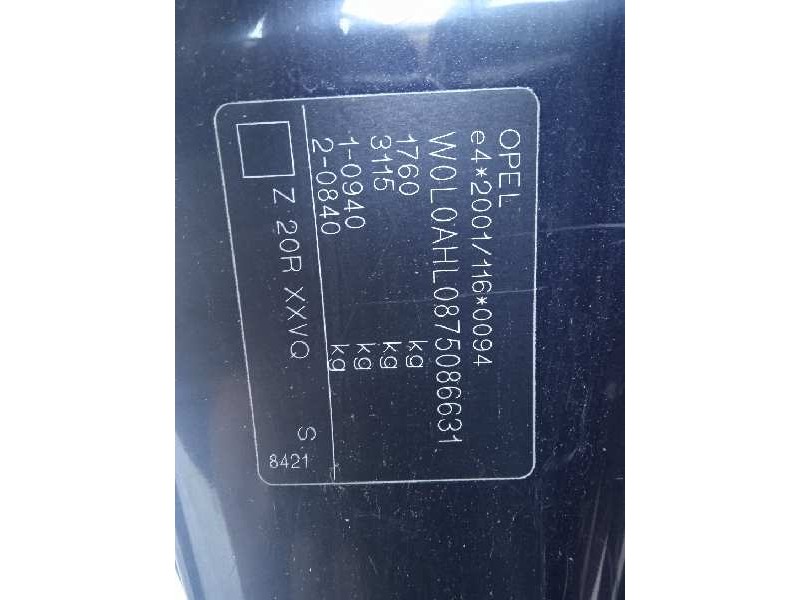 OPEL
e4*2001/116*0094
W0L0AHL0875086631
1760 kg
3115 kg
1-0940 kg
2-0840 kg
Z 20R XXVQ S
8421